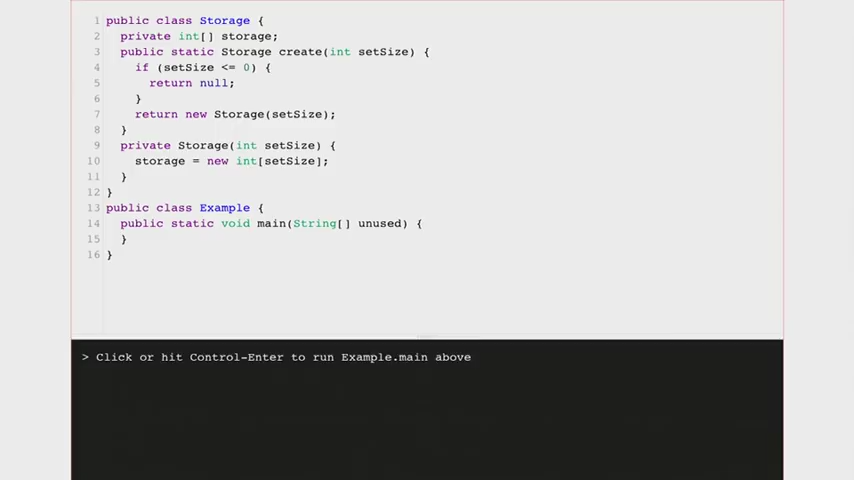 1 public class Storage {
2   private int[] storage;
3   public static Storage create(int setSize) {
4     if (setSize <= 0) {
5       return null;
6     }
7     return new Storage(setSize);
8   }
9   private Storage(int setSize) {
10     storage = new int[setSize];
11   }
12 }
13 public class Example {
14   public static void main(String[] unused) {
15   }
16 }
> Click or hit Control-Enter to run Example.main above